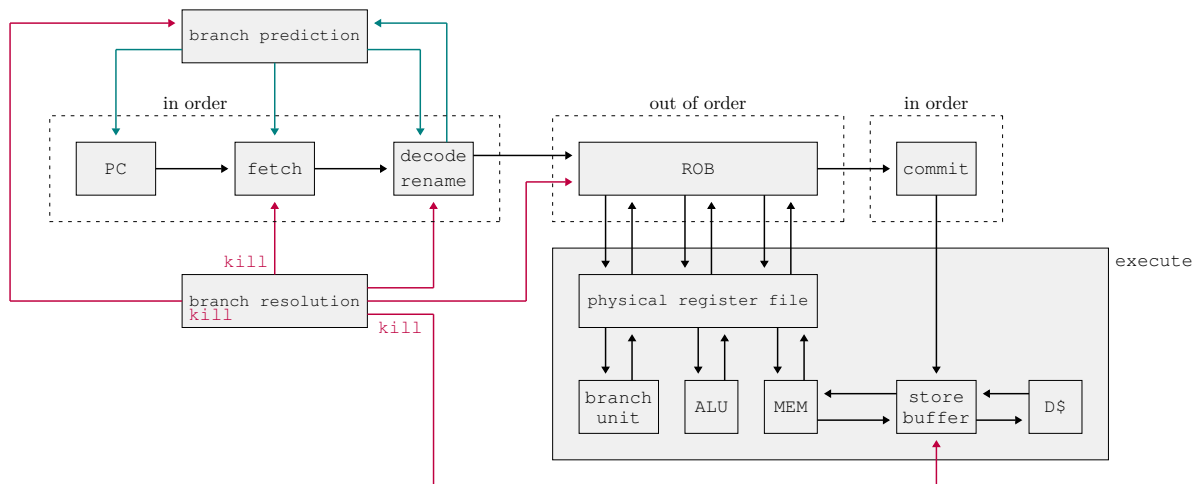 branch prediction
in order
out of order
in order
PC
fetch
decode
rename
ROB
commit
kill
execute
branch resolution
kill
kill
physical register file
branch
unit
ALU
MEM
store
buffer
D$